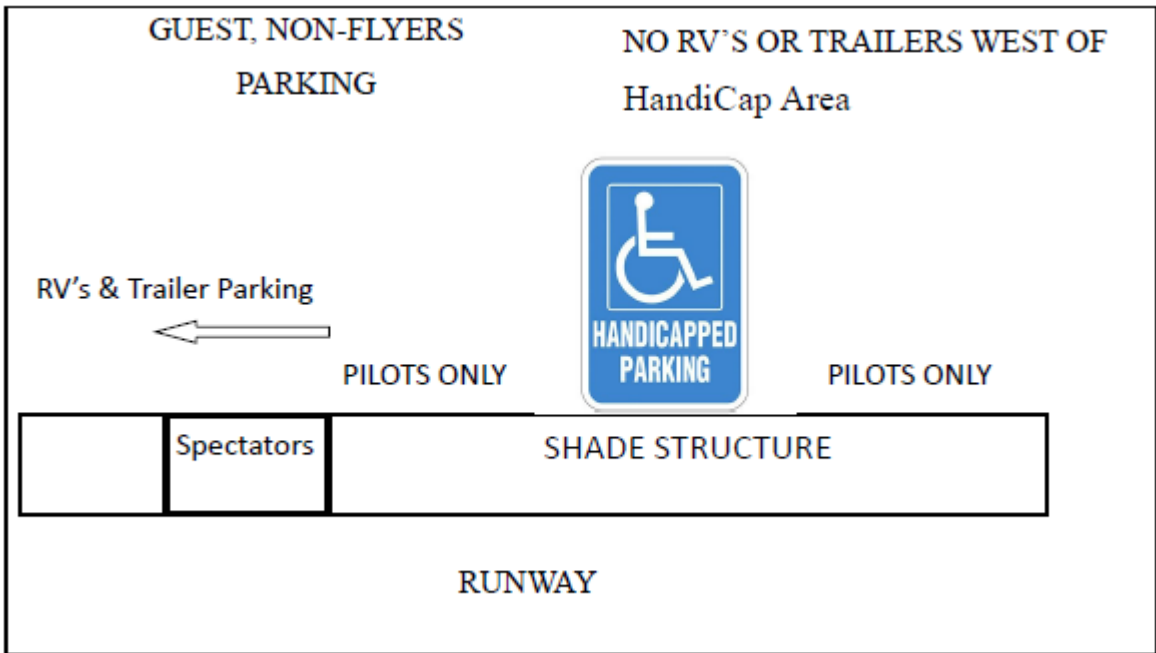 GUEST, NON-FLYERS
PARKING
NO RV'S OR TRAILERS WEST OF
HandiCap Area
RV's & Trailer Parking
HANDICAPPED
PARKING
PILOTS ONLY
PILOTS ONLY
Spectators
SHADE STRUCTURE
RUNWAY